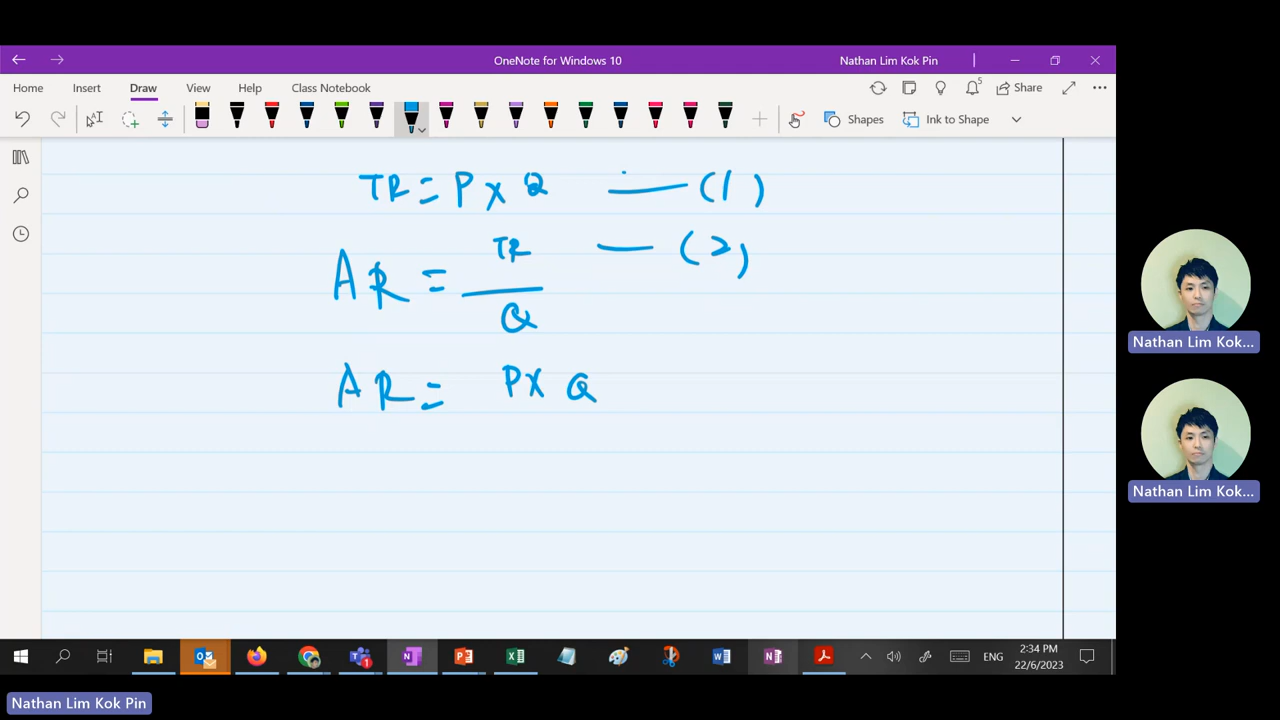 OneNote for Windows 10
Nathan Lim Kok Pin
Home Insert Draw View Help Class Notebook
5
Share
Shapes
Ink to Shape
TR = P X Q — (1)
AR = TR — (2)
Q
AR = P X Q
Nathan Lim Kok...
Nathan Lim Kok...
1
ENG
2:34 PM
22/6/2023
Nathan Lim Kok Pin